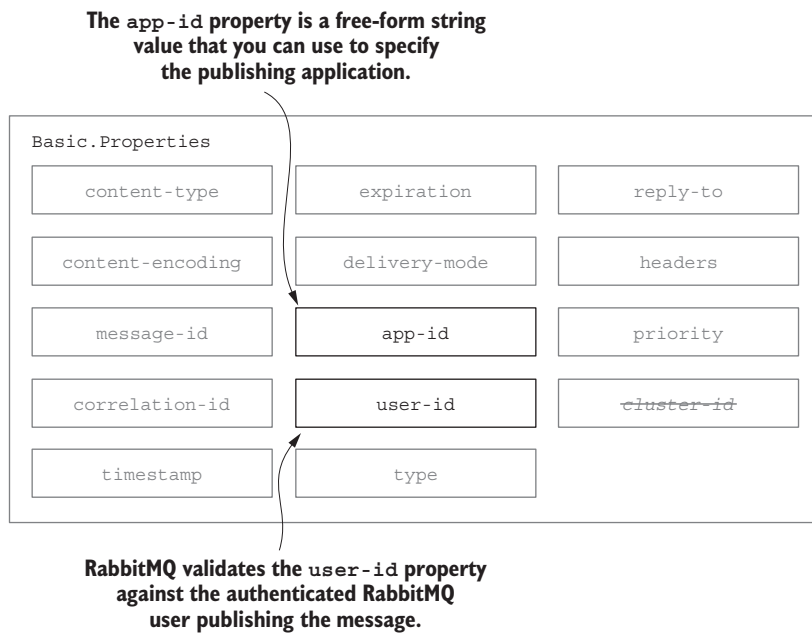 The app-id property is a free-form string
value that you can use to specify
the publishing application.
Basic.Properties
content-type
expiration
reply-to
content-encoding
delivery-mode
headers
message-id
app-id
priority
correlation-id
user-id
cluster-id
timestamp
type
RabbitMQ validates the user-id property
against the authenticated RabbitMQ
user publishing the message.